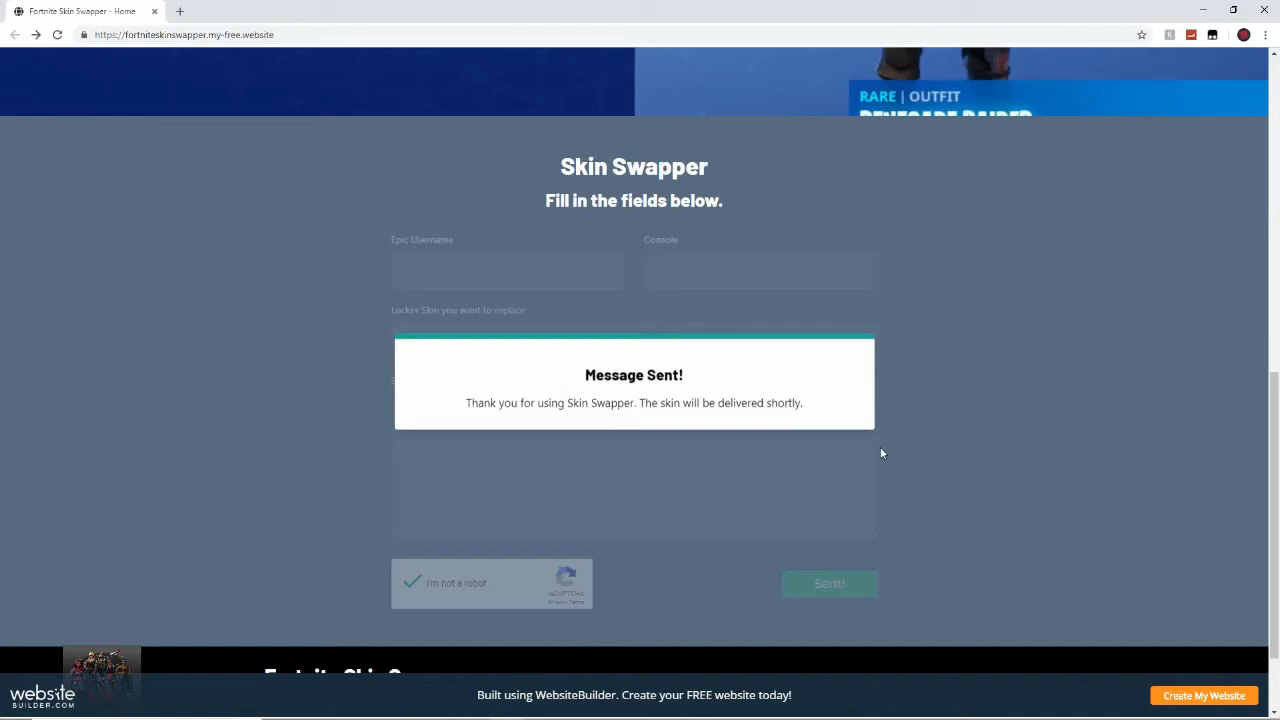 Fortnite Skin Swapper - Home
https://fortniteskinswapper.my-free.website
RARE | OUTFIT
RENEGADE RAIDER
Skin Swapper
Fill in the fields below.
Epic Username
Console
Locker Skin you want to replace
Message Sent!
Thank you for using Skin Swapper. The skin will be delivered shortly.
I'm not a robot
reCAPTCHA
Privacy - Terms
Sent!
website
BUILDER.COM
Built using WebsiteBuilder. Create your FREE website today!
Create My Website